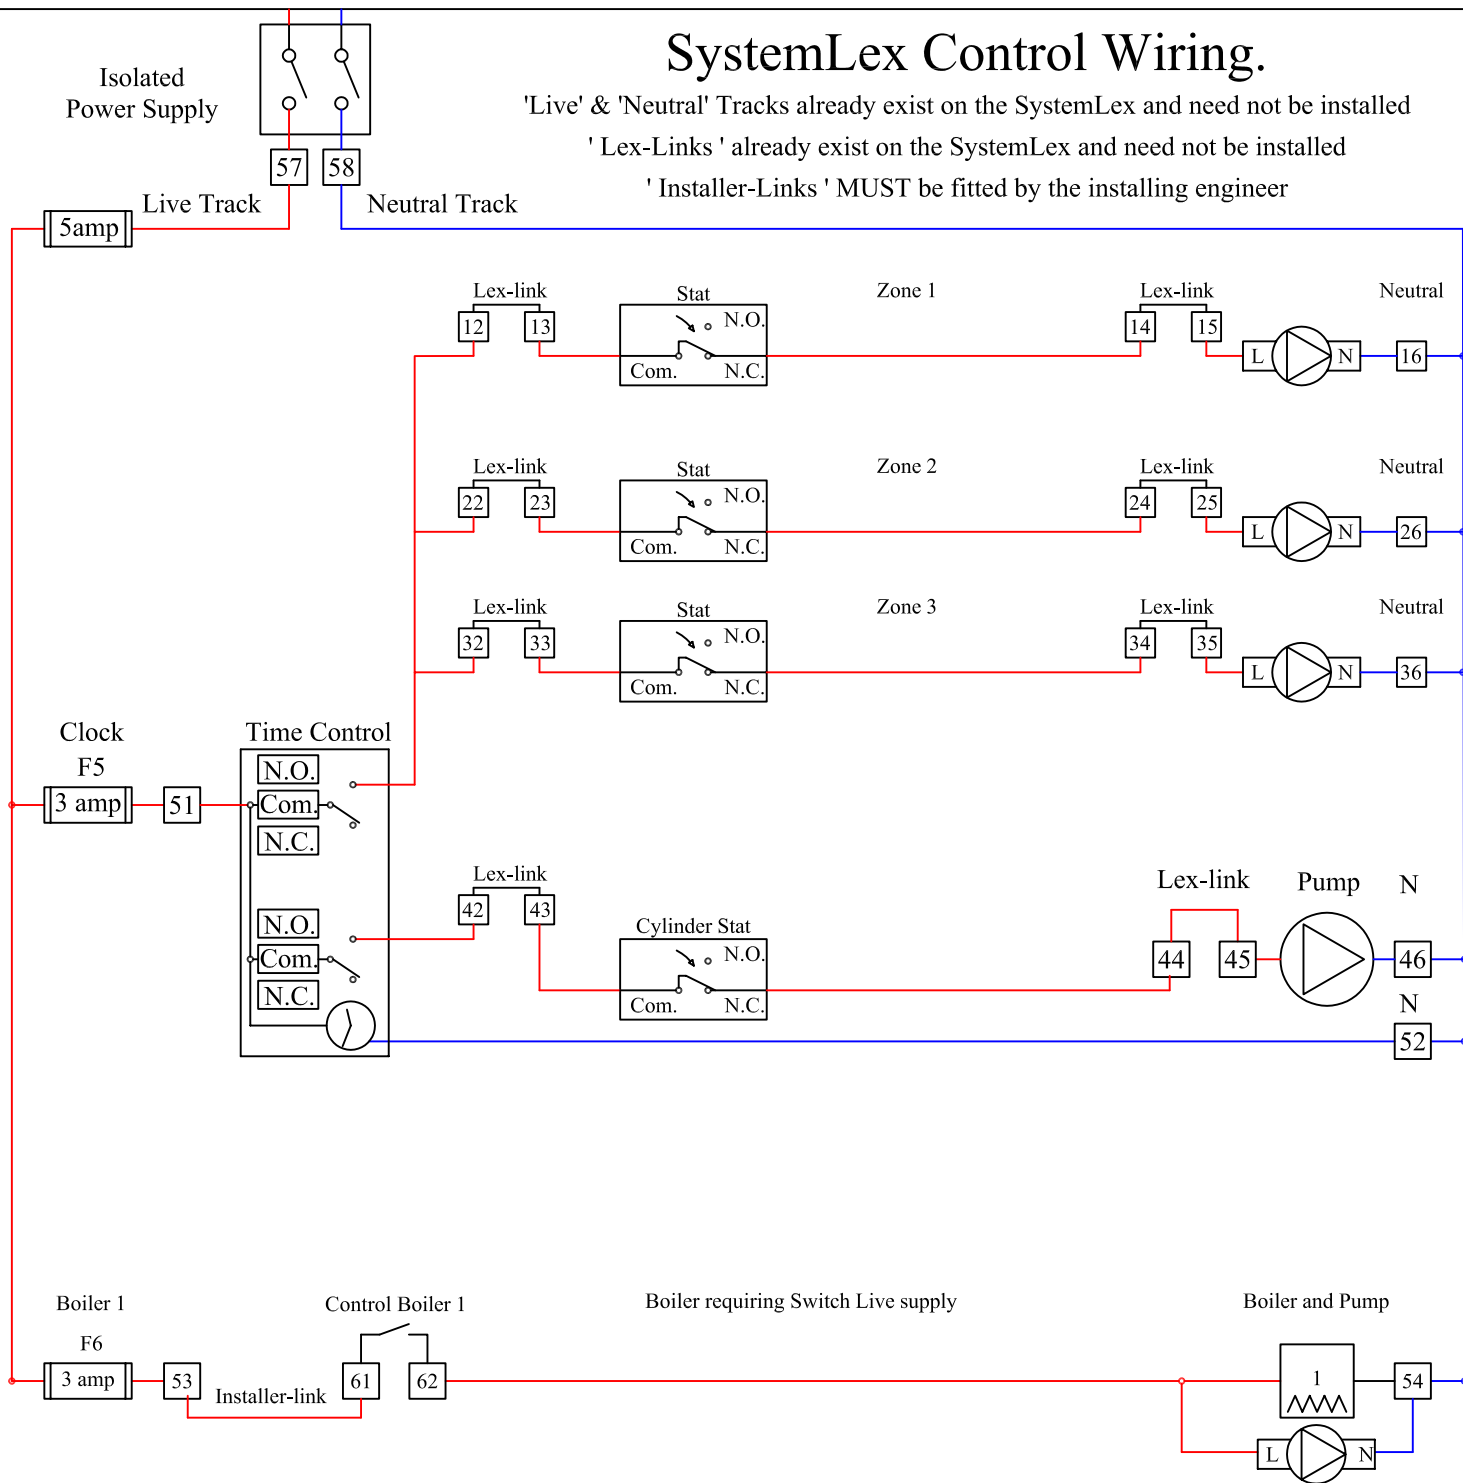 SystemLex Control Wiring.
'Live' & 'Neutral' Tracks already exist on the SystemLex and need not be installed
' Lex-Links ' already exist on the SystemLex and need not be installed
' Installer-Links ' MUST be fitted by the installing engineer
Isolated
Power Supply
57 58
Live Track Neutral Track
5amp
Lex-link Stat Zone 1 Lex-link Neutral
12 13 N.O. 14 15
L N 16
Com. N.C.
Lex-link Stat Zone 2 Lex-link Neutral
22 23 N.O. 24 25
L N 26
Com. N.C.
Lex-link Stat Zone 3 Lex-link Neutral
32 33 N.O. 34 35
L N 36
Com. N.C.
Clock Time Control
F5
N.O.
3 amp 51 Com.
N.C.
Lex-link Lex-link Pump N
42 43
N.O. Cylinder Stat
Com. N.O. 44 45 46
N.C. Com. N.C. N
52
Boiler 1 Control Boiler 1 Boiler requiring Switch Live supply Boiler and Pump
F6
3 amp 53 61 62 1 54
Installer-link
L N